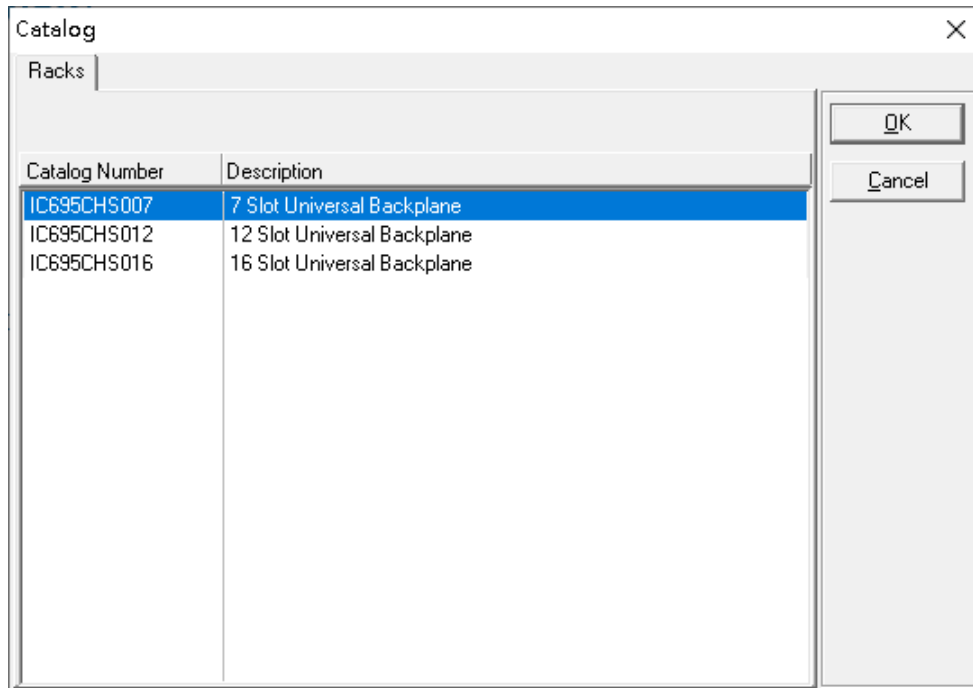 Catalog
Racks
OK
Catalog Number Description
Cancel
IC695CHS007 7 Slot Universal Backplane
IC695CHS012 12 Slot Universal Backplane
IC695CHS016 16 Slot Universal Backplane